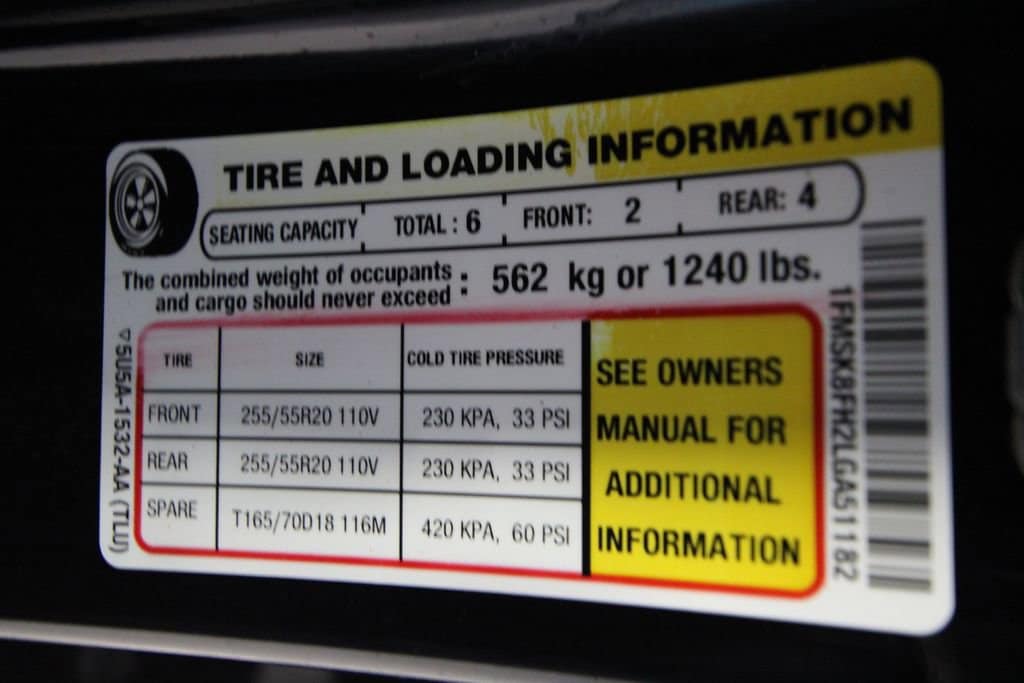 TIRE AND LOADING INFORMATION
SEATING CAPACITY TOTAL : 6 FRONT: 2 REAR: 4
The combined weight of occupants
and cargo should never exceed : 562 kg or 1240 lbs.
TIRE SIZE COLD TIRE PRESSURE
FRONT 255/55R20 110V 230 KPA, 33 PSI
REAR 255/55R20 110V 230 KPA, 33 PSI
SPARE T165/70D18 116M 420 KPA, 60 PSI
SEE OWNERS
MANUAL FOR
ADDITIONAL
INFORMATION
5U5A-1532-AA (TLU)
1FMSK8FH2LGA51182